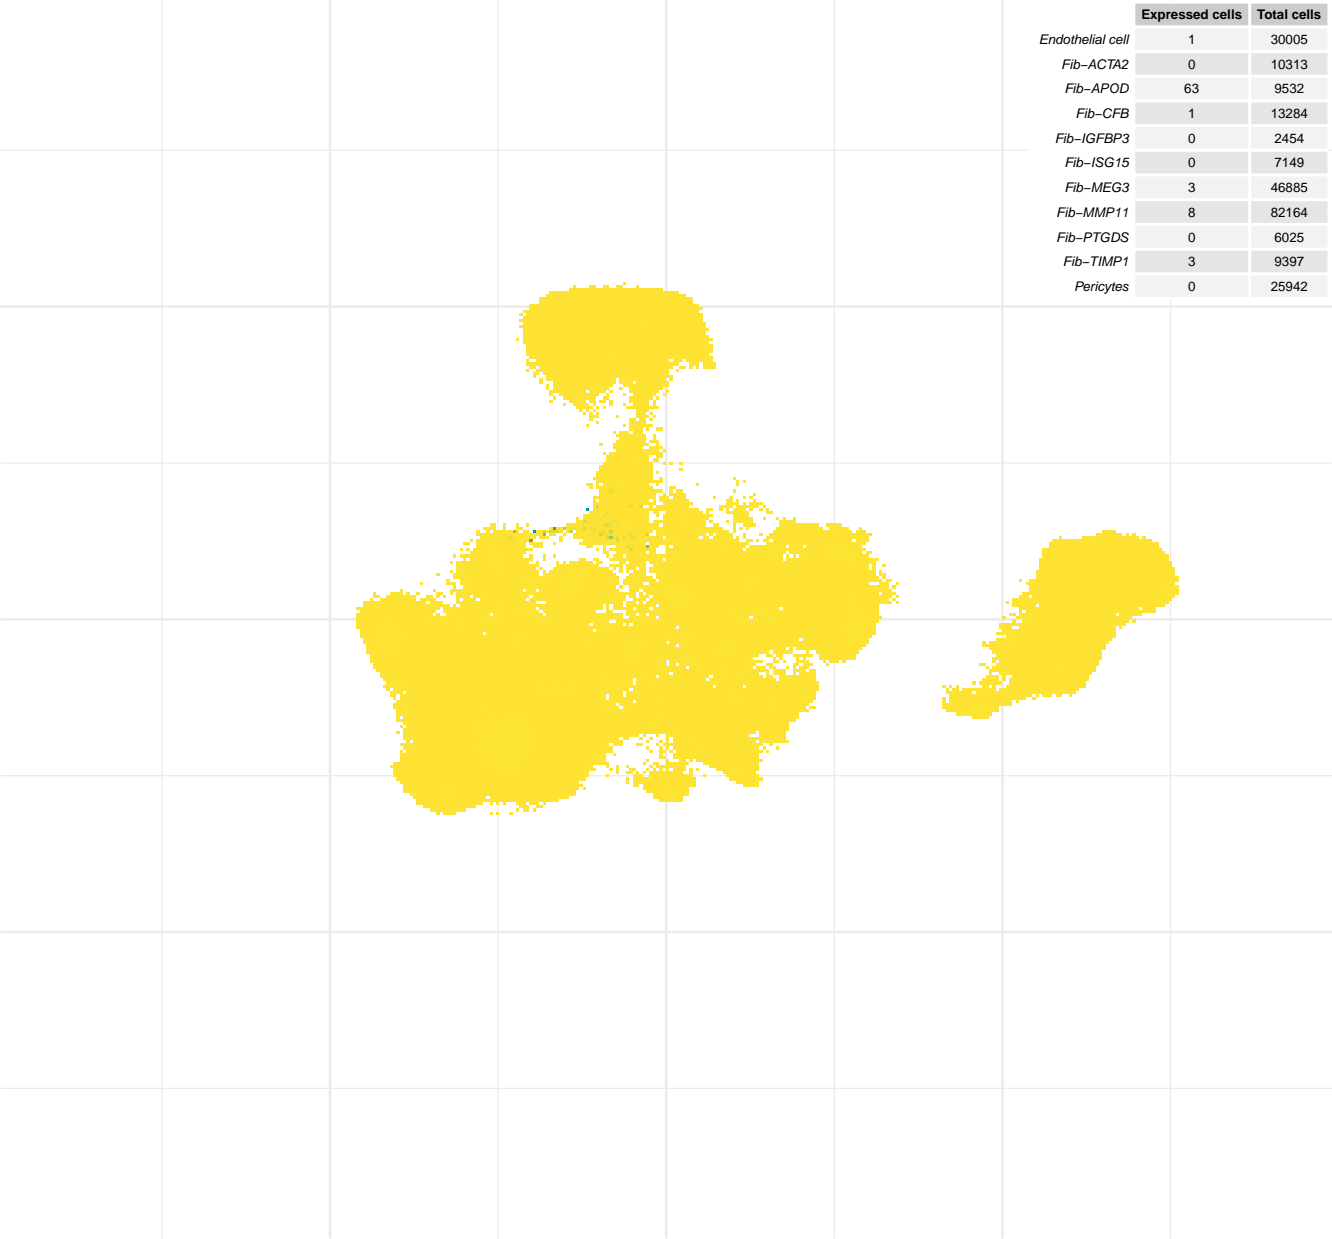 Expressed cells Total cells
Endothelial cell 1 30005
Fib−ACTA2 0 10313
Fib−APOD 63 9532
Fib−CFB 1 13284
Fib−IGFBP3 0 2454
Fib−ISG15 0 7149
Fib−MEG3 3 46885
Fib−MMP11 8 82164
Fib−PTGDS 0 6025
Fib−TIMP1 3 9397
Pericytes 0 25942